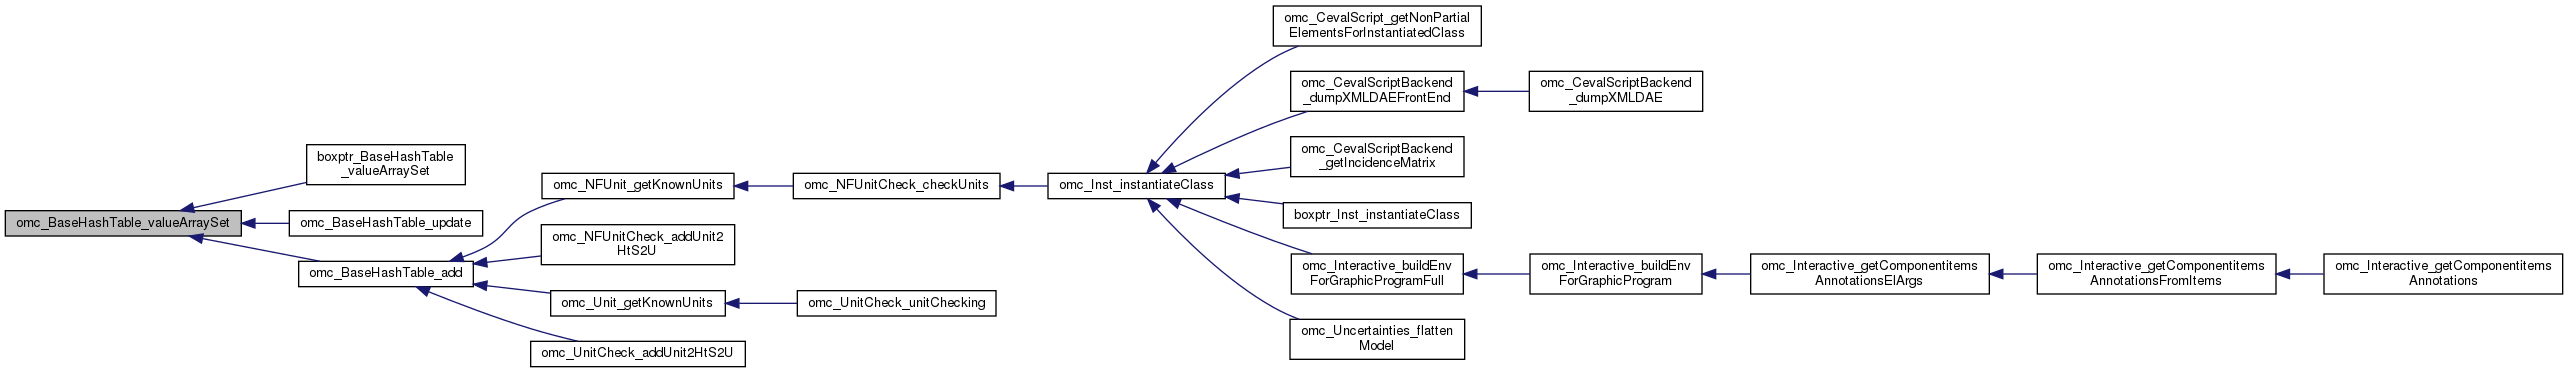 omc_CevalScript_getNonPartial
ElementsForInstantiatedClass
omc_CevalScriptBackend
_dumpXMLDAEFrontEnd
omc_CevalScriptBackend
_dumpXMLDAE
boxptr_BaseHashTable
_valueArraySet
omc_CevalScriptBackend
_getIncidenceMatrix
omc_NFUnit_getKnownUnits
omc_NFUnitCheck_checkUnits
omc_Inst_instantiateClass
omc_BaseHashTable_valueArraySet
omc_BaseHashTable_update
boxptr_Inst_instantiateClass
omc_NFUnitCheck_addUnit2
HtS2U
omc_BaseHashTable_add
omc_Interactive_buildEnv
ForGraphicProgramFull
omc_Interactive_buildEnv
ForGraphicProgram
omc_Interactive_getComponentitems
AnnotationsElArgs
omc_Interactive_getComponentitems
AnnotationsFromItems
omc_Interactive_getComponentitems
Annotations
omc_Unit_getKnownUnits
omc_UnitCheck_unitChecking
omc_Uncertainties_flatten
Model
omc_UnitCheck_addUnit2HtS2U